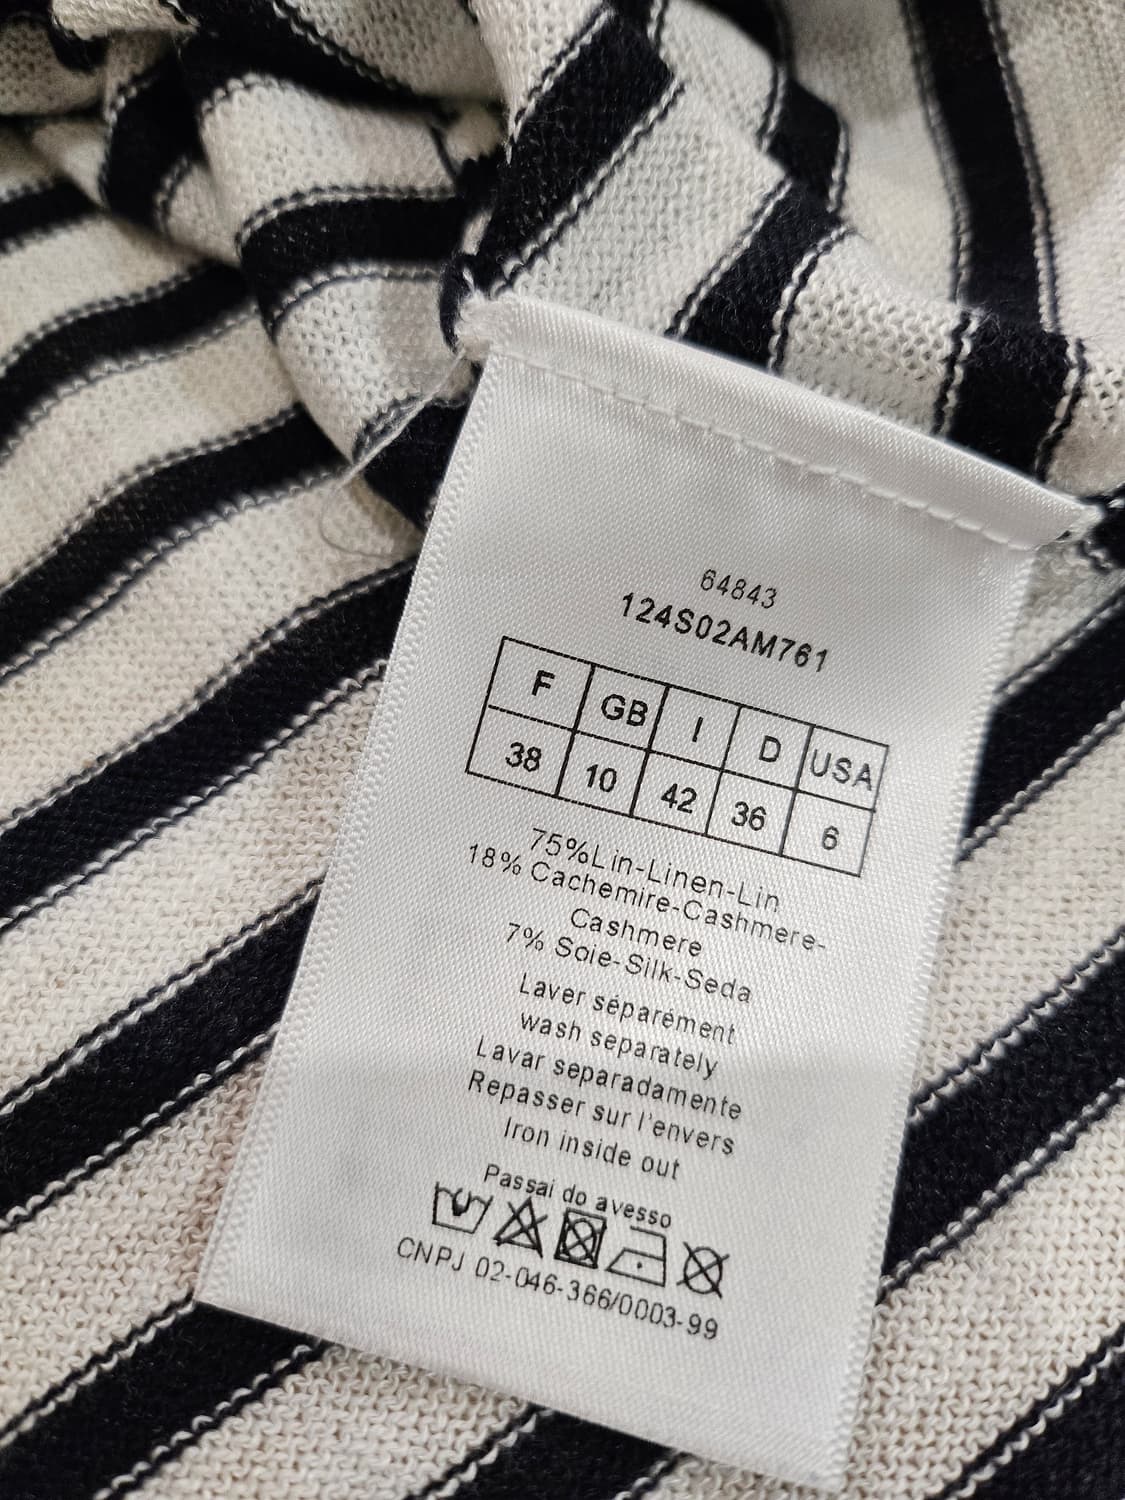 64843
124S02AM761
F GB I D USA
38 10 42 36 6
75%Lin-Linen-Lin
18% Cachemire-Cashmere-
Cashmere
7% Soie-Silk-Seda
Laver séparément
wash separately
Lavar separadamente
Repasser sur l'envers
Iron inside out
Passai do avesso
CNPJ 02-046-366/0003-99